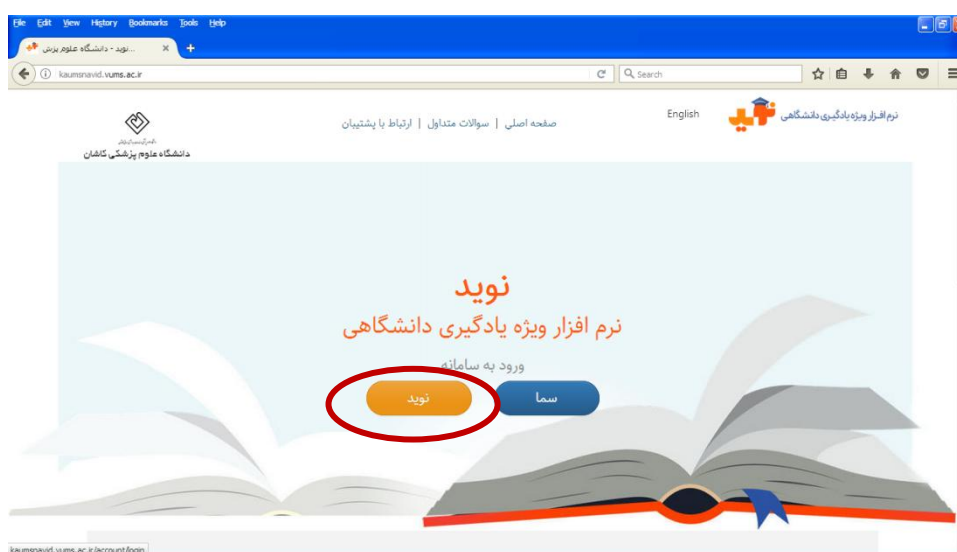 File Edit View History Bookmarks Tools Help
نوید - دانشگاه علوم پزش...
kaumsnavid.vums.ac.ir
Search
دانشگاه علوم پزشکی کاشان
صفحه اصلی | سوالات متداول | ارتباط با پشتیبان
English
نوید
نرم افزار ویژه یادگیری دانشگاهی
نوید
نرم افزار ویژه یادگیری دانشگاهی
ورود به سامانه
سما
نوید
kaumsnavid.vums.ac.ir/account/login